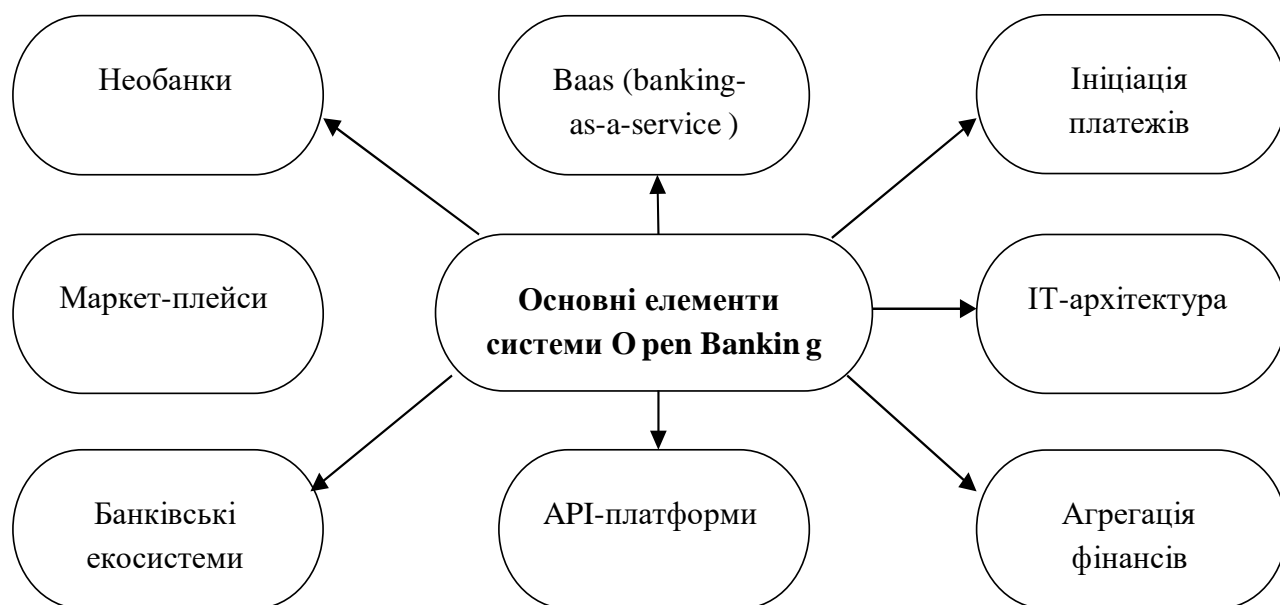 Необанки
Baas (banking-
as-a-service )
Ініціація
платежів
Маркет-плейси
Основні елементи
системи O pen Bankin g
ІТ-архітектура
Банківські
екосистеми
АРІ-платформи
Агрегація
фінансів